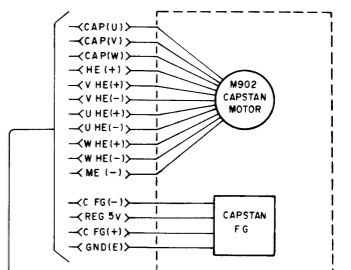 CAP(U)
CAP(V)
CAP(W)
HE(+)
V HE(+)
V HE(-)
U HE(+)
U HE(-)
W HE(+)
W HE(-)
ME (-)
M902
CAPSTAN
MOTOR
C FG(-)
REG 5V
C FG(+)
GND(E)
CAPSTAN
FG